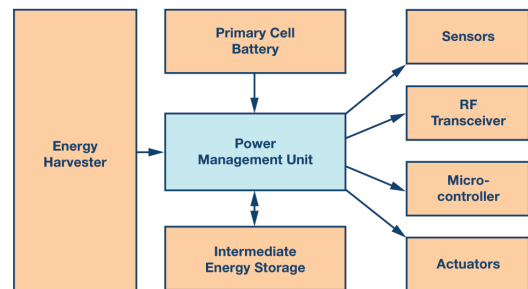 Primary Cell
Battery
Sensors
Energy
Harvester
Power
Management Unit
RF
Transceiver
Micro-
controller
Intermediate
Energy Storage
Actuators